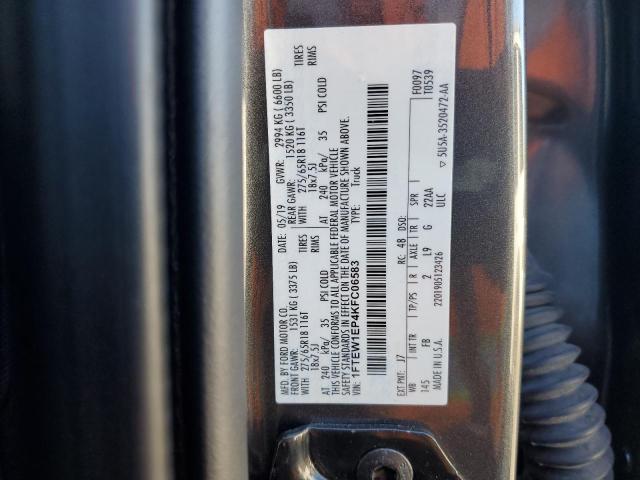 MFD. BY FORD MOTOR CO.
DATE: 05/19 GVWR: 2994 KG ( 6600 LB)
FRONT GAWR: 1531 KG ( 3375 LB) REAR GAWR: 1520 KG ( 3350 LB)
275/65R18 116T TIRES WITH 275/65R18 116T TIRES
18x7.5J RIMS 18x7.5J RIMS
AT 240 kPa/ 35 PSI COLD AT 240 kPa/ 35 PSI COLD
THIS VEHICLE CONFORMS TO ALL APPLICABLE FEDERAL MOTOR VEHICLE
SAFETY STANDARDS IN EFFECT ON THE DATE OF MANUFACTURE SHOWN ABOVE.
VIN: 1FTEW1EP4KFC06583 TYPE: Truck
F0097
T0539
EXT PNT: J7 RC: 48 DSO:
WB INT TR TP/PS R AXLE TR SPR
145 FB 2 L9 G 22AA
ULC
MADE IN U.S.A. 2201905123426
▽ 5U5A-3520472-AA